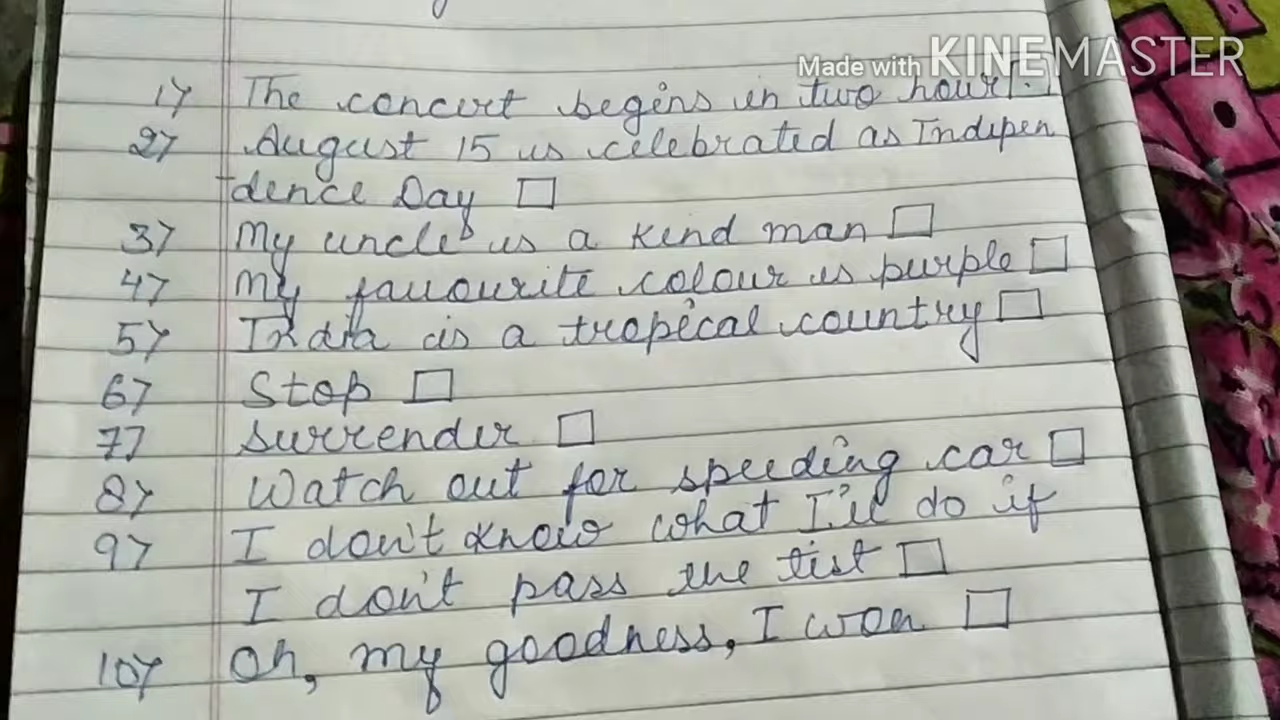 Made with KINEMASTER
1) The concert begins in two hour .
2) August 15 is celebrated as Indepen
dence Day
3) My uncle is a kind man
4) My favourite colour is purple
5) India is a tropical country
6) Stop
7) Surrender
8) Watch out for speeding car
9) I don't know what I'll do if
I don't pass the test
10) Oh, my goodness, I won